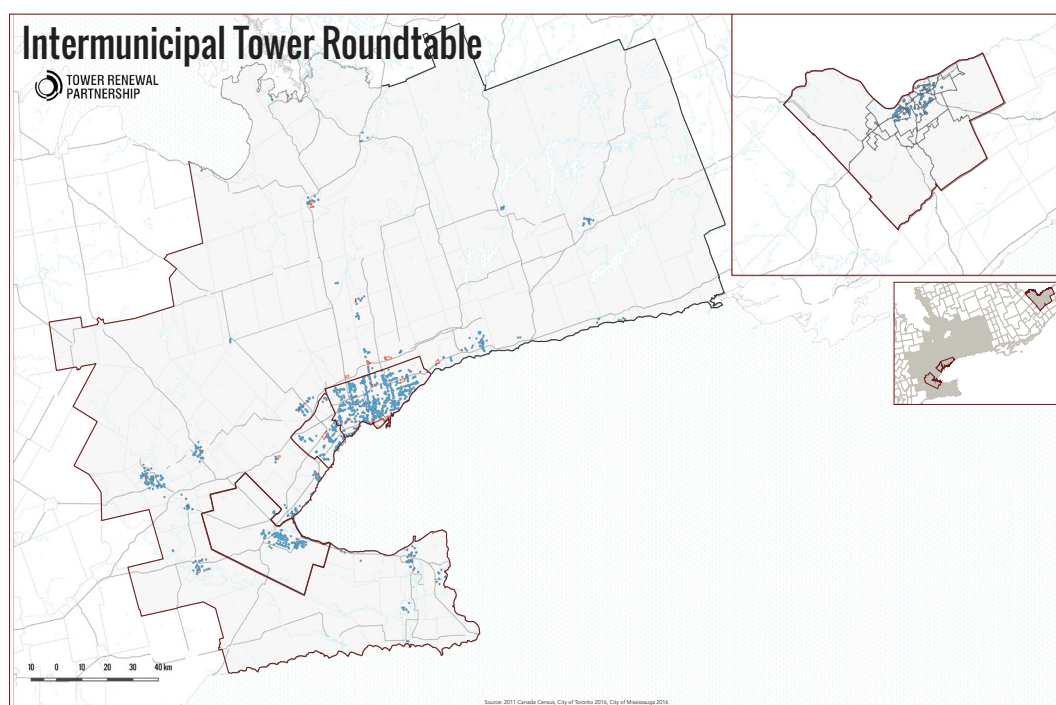 Intermunicipal Tower Roundtable
TOWER RENEWAL
PARTNERSHIP
10 0 10 20 30 40 km
Source: 2011 Canada Census, City of Toronto 2016, City of Mississauga 2016